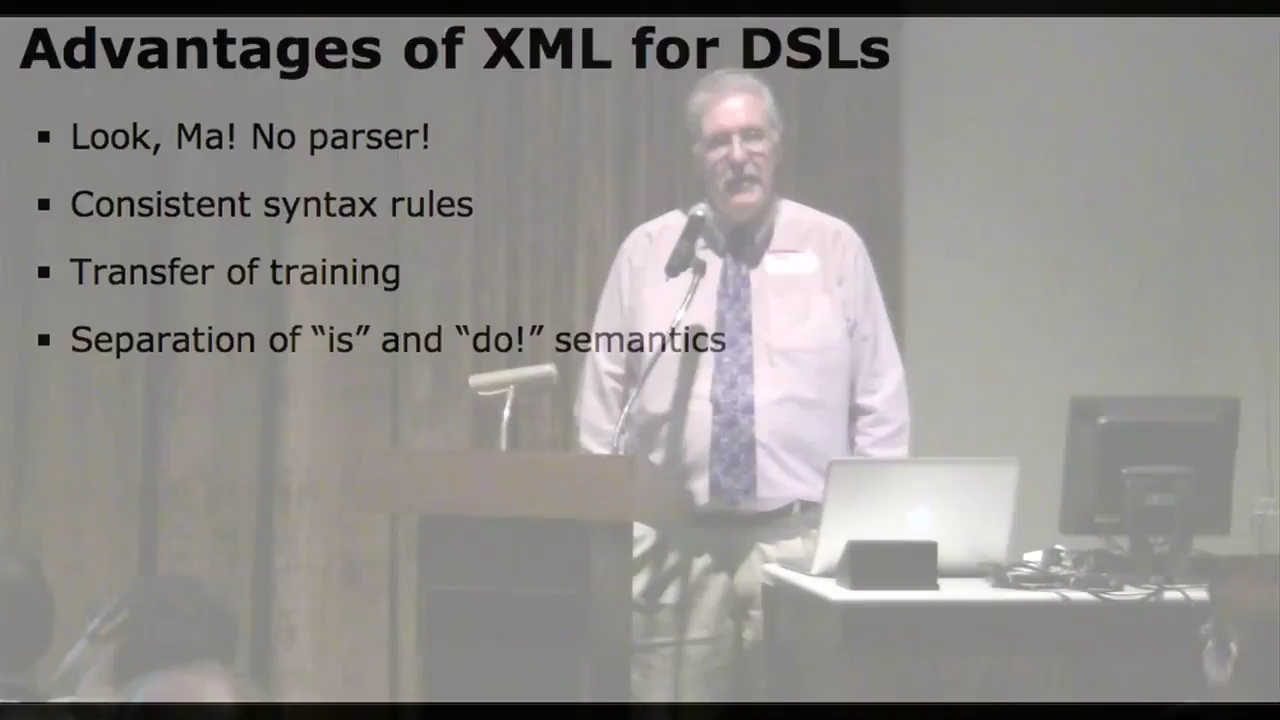 Advantages of XML for DSLs
Look, Ma! No parser!
Consistent syntax rules
Transfer of training
Separation of “is” and “do!” semantics